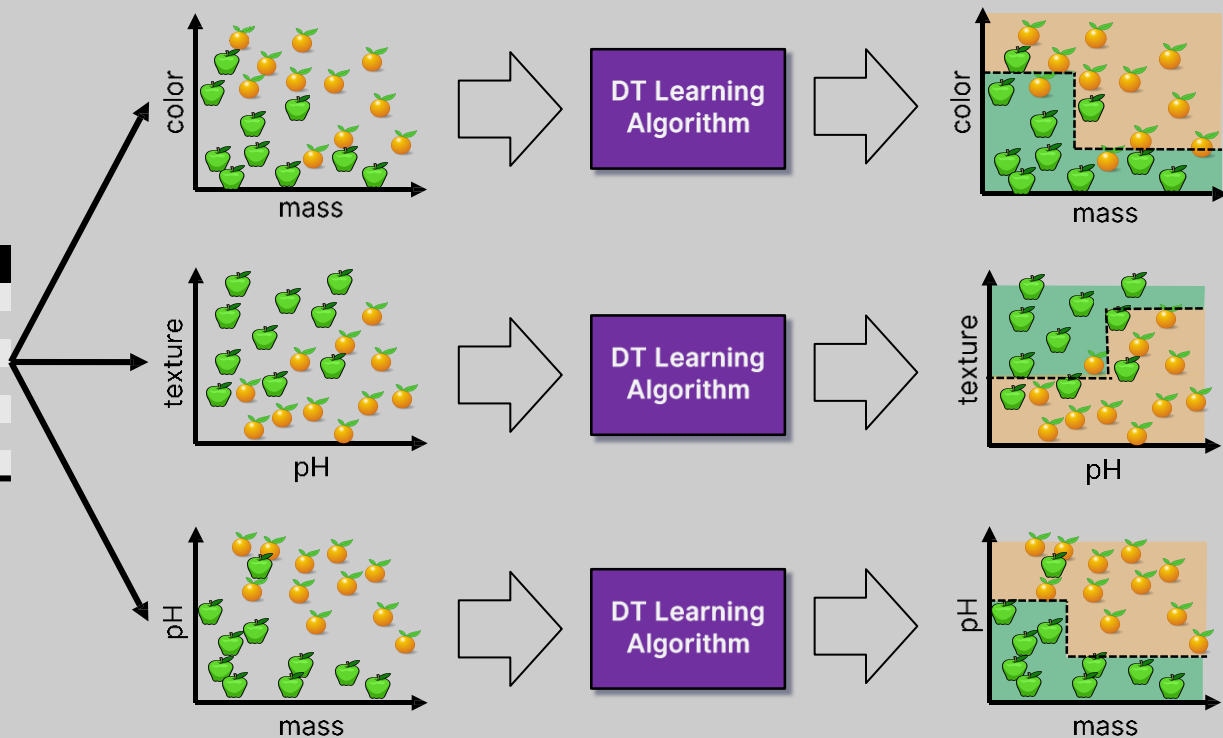 color
mass
DT Learning
Algorithm
color
mass
texture
pH
DT Learning
Algorithm
texture
pH
pH
mass
DT Learning
Algorithm
pH
mass